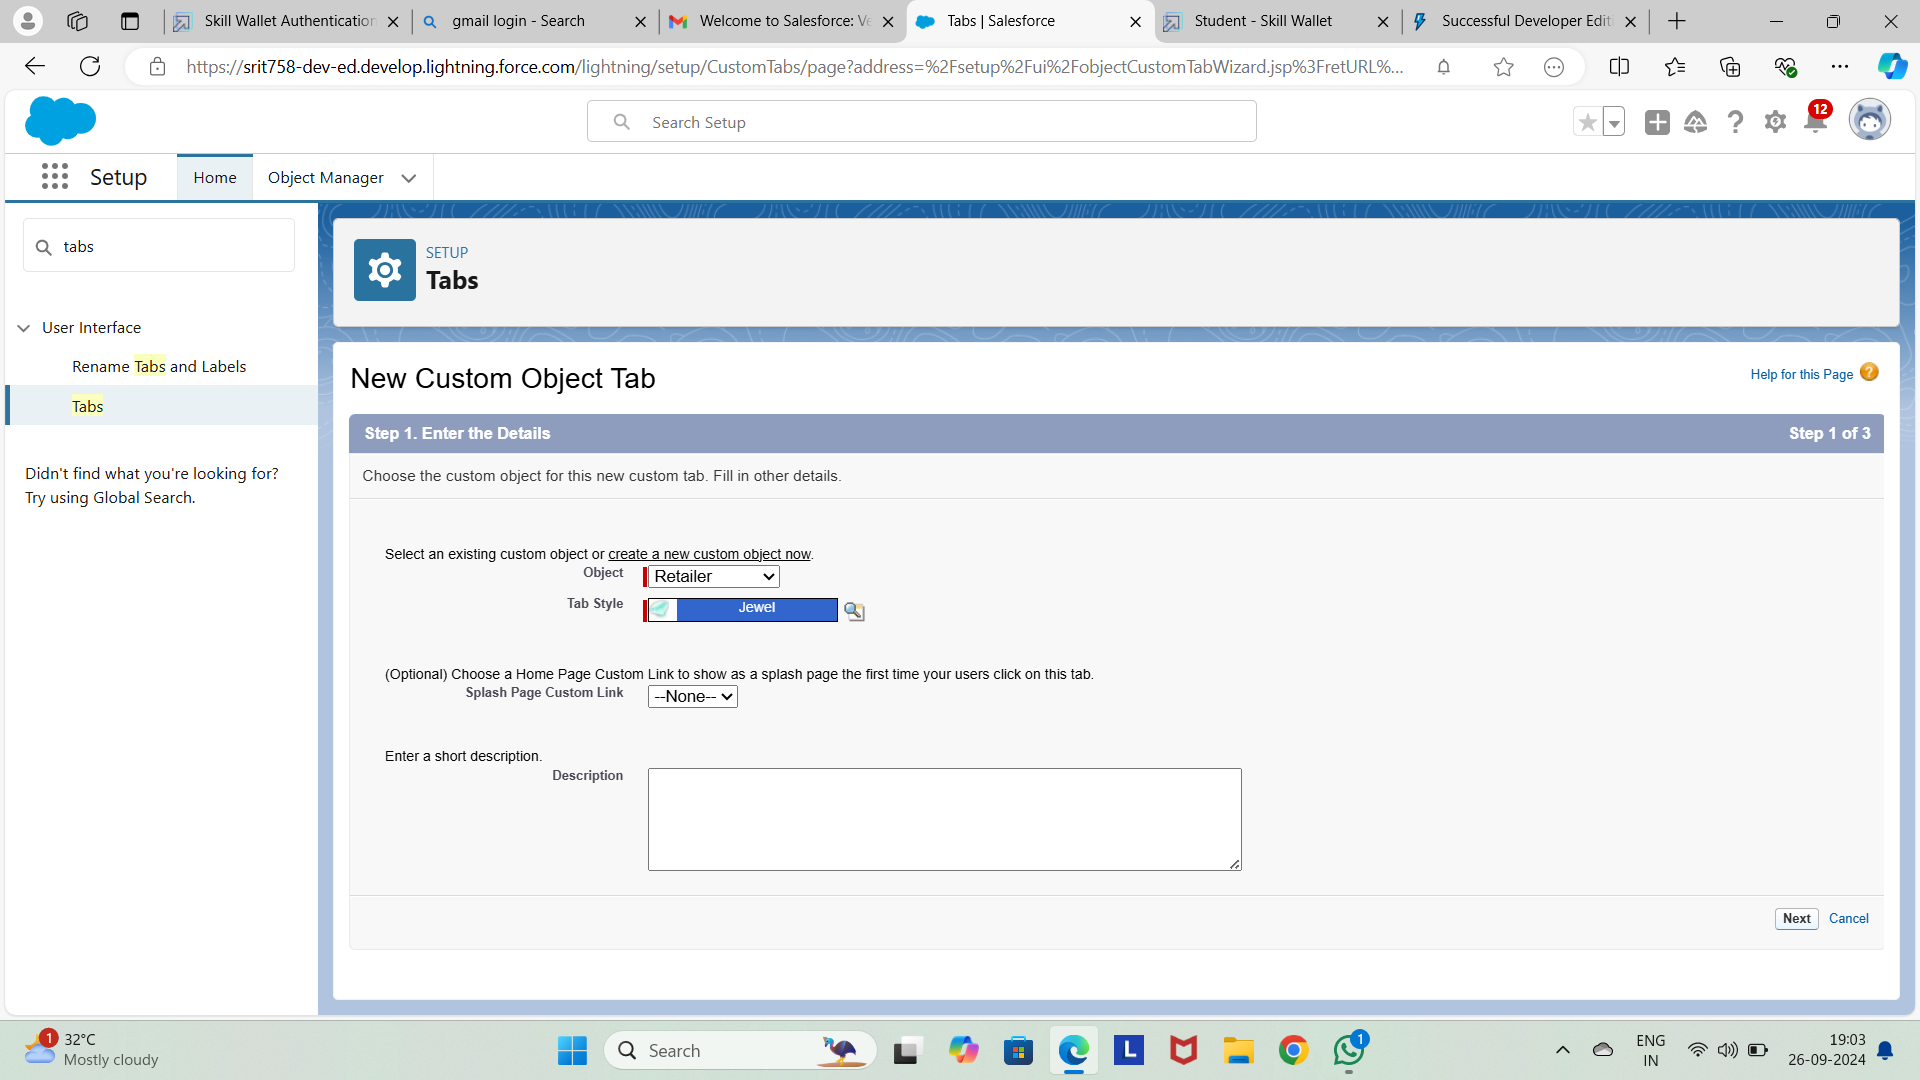 Skill Wallet Authentication
gmail login - Search
Welcome to Salesforce: Ve
Tabs | Salesforce
Student - Skill Wallet
Successful Developer Editi
https://srit758-dev-ed.develop.lightning.force.com/lightning/setup/CustomTabs/page?address=%2Fsetup%2Fui%2FobjectCustomTabWizard.jsp%3FretURL%...
Search Setup
12
Setup
Home
Object Manager
tabs
User Interface
Rename Tabs and Labels
Tabs
Didn't find what you're looking for?
Try using Global Search.
SETUP
Tabs
New Custom Object Tab
Help for this Page
Step 1. Enter the Details
Step 1 of 3
Choose the custom object for this new custom tab. Fill in other details.
Select an existing custom object or create a new custom object now.
Object
Retailer
Tab Style
Jewel
(Optional) Choose a Home Page Custom Link to show as a splash page the first time your users click on this tab.
Splash Page Custom Link
--None--
Enter a short description.
Description
Next
Cancel
1
32°C
Mostly cloudy
Search
L
1
ENG
IN
19:03
26-09-2024